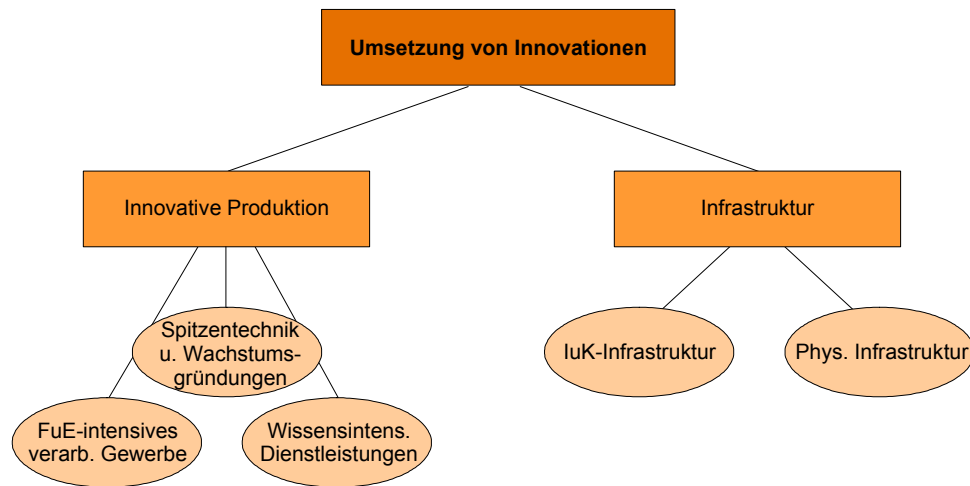 Umsetzung von Innovationen
Innovative Produktion
Infrastruktur
Spitzentechnik
u. Wachstums-
gründungen
IuK-Infrastruktur
Phys. Infrastruktur
FuE-intensives
verarb. Gewerbe
Wissensintens.
Dienstleistungen